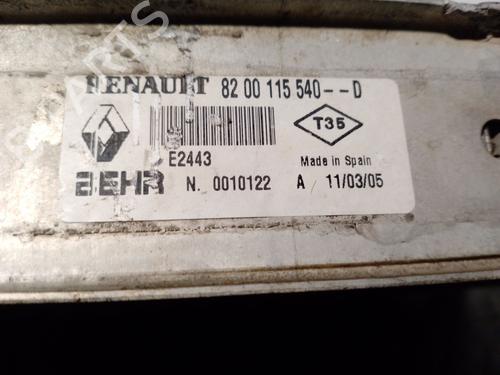 RENAULT 82 00 115 540 -- D
T35
E2443
Made in Spain
BEHR N. 0010122 A 11/03/05